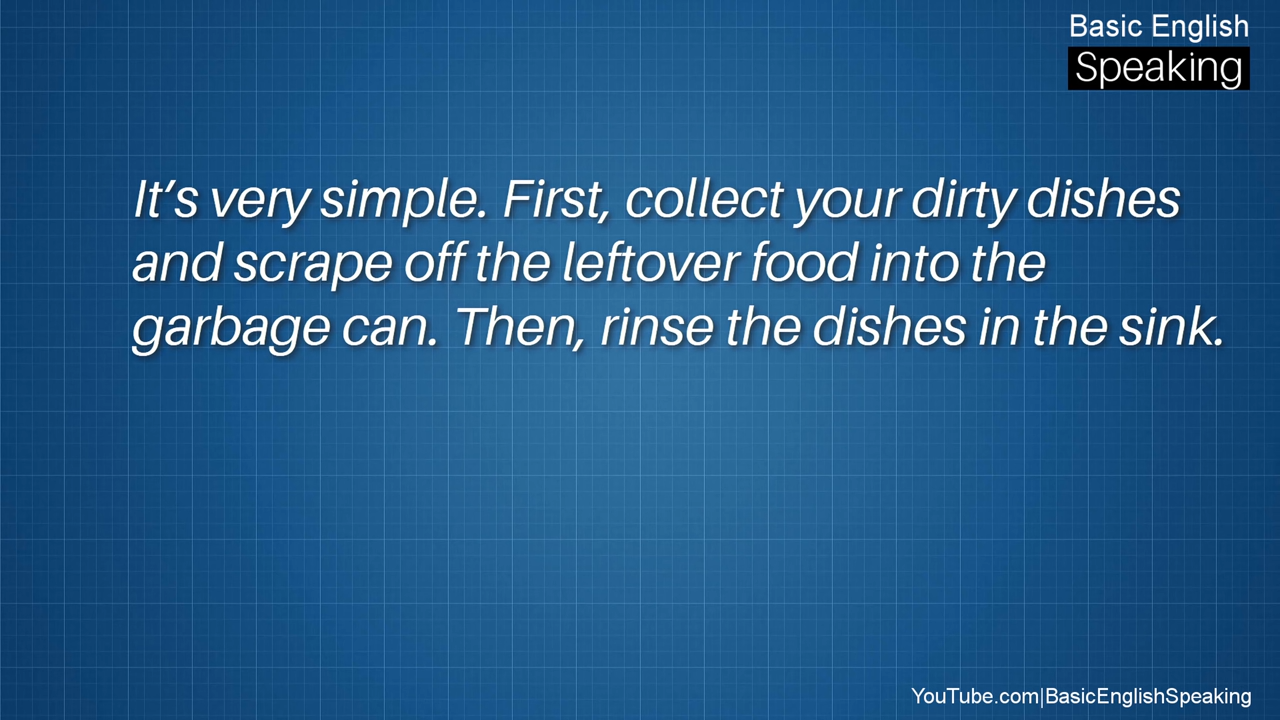 Basic English
Speaking
It’s very simple. First, collect your dirty dishes
and scrape off the leftover food into the
garbage can. Then, rinse the dishes in the sink.
YouTube.com|BasicEnglishSpeaking